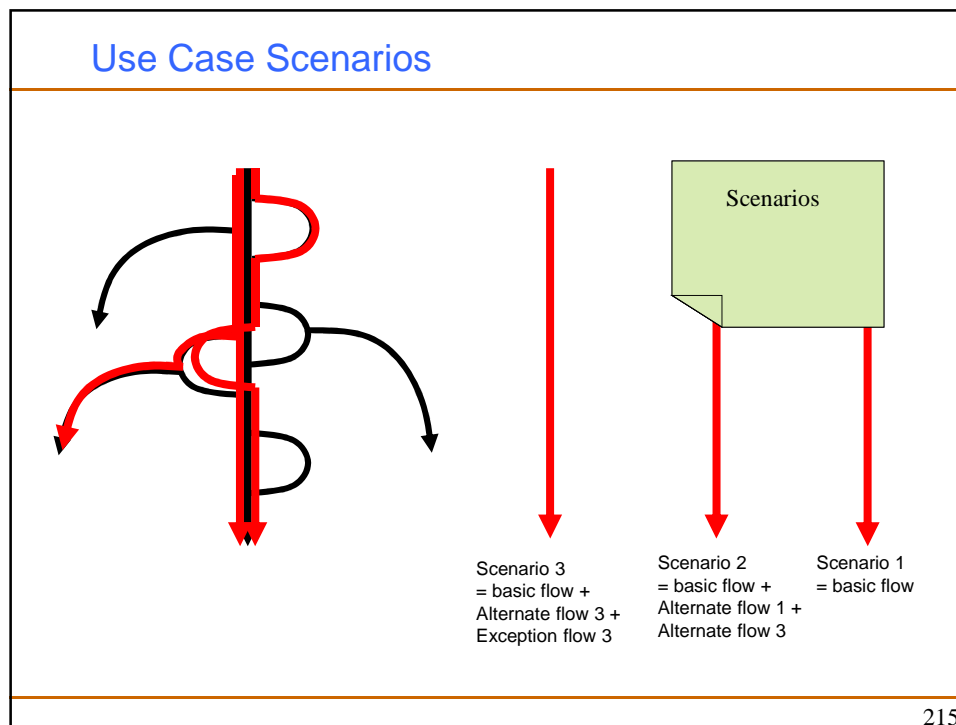 Use Case Scenarios
Scenarios
Scenario 3
= basic flow +
Alternate flow 3 +
Exception flow 3
Scenario 2
= basic flow +
Alternate flow 1 +
Alternate flow 3
Scenario 1
= basic flow
215